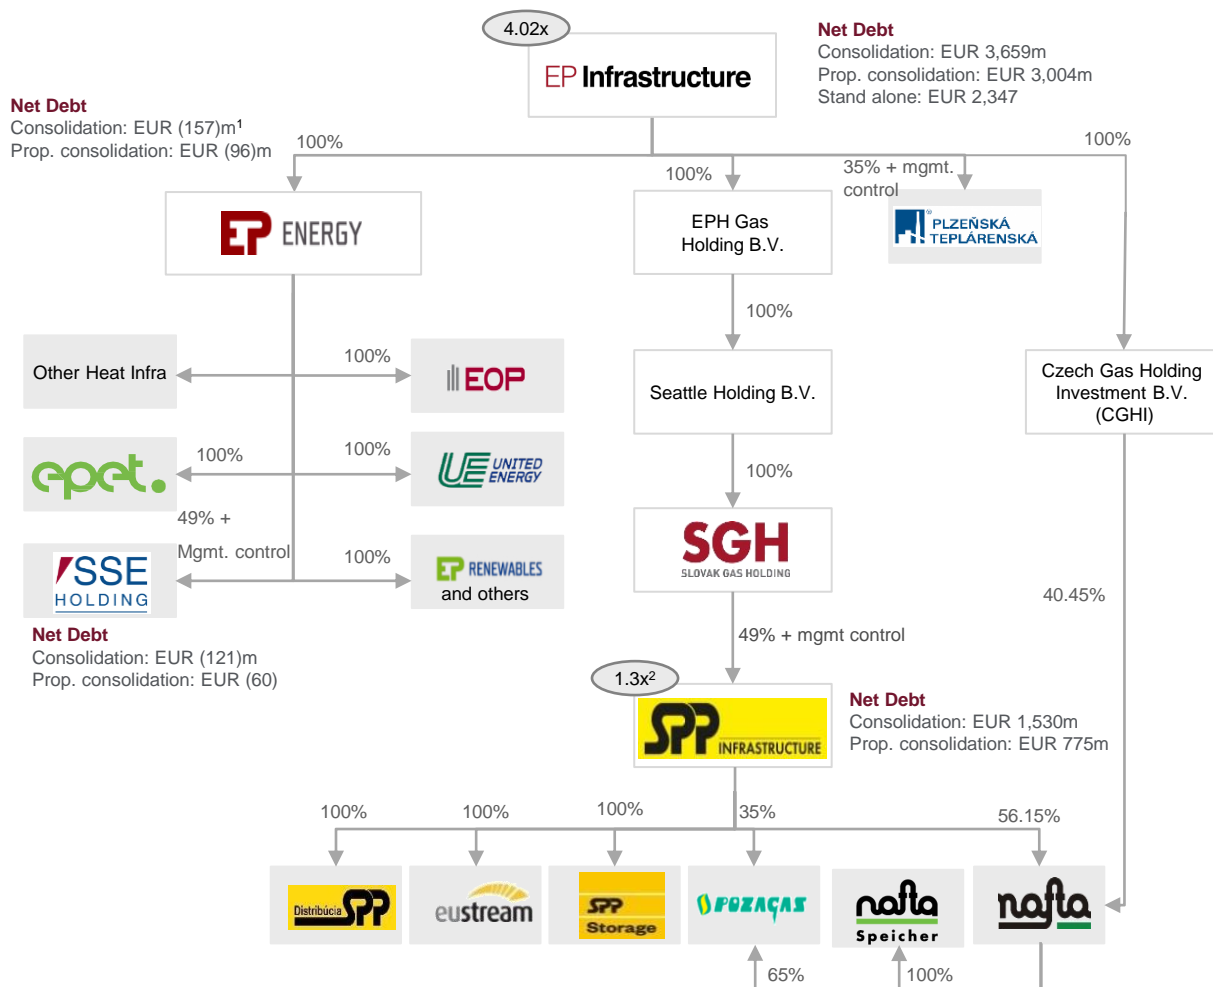 4.02x
EP Infrastructure
Net Debt
Consolidation: EUR 3,659m
Prop. consolidation: EUR 3,004m
Stand alone: EUR 2,347
Net Debt
Consolidation: EUR (157)m¹
Prop. consolidation: EUR (96)m
100%
100%
35% + mgmt.
control
100%
EP ENERGY
EPH Gas
Holding B.V.
PLZEŇSKÁ
TEPLÁRENSKÁ
®
100%
Other Heat Infra
100%
EOP
Seattle Holding B.V.
Czech Gas Holding
Investment B.V.
(CGHI)
epet.
100%
100%
UE UNITED
ENERGY
100%
49% +
Mgmt. control
SSE
HOLDING
100%
EP RENEWABLES
and others
SGH
SLOVAK GAS HOLDING
40.45%
Net Debt
Consolidation: EUR (121)m
Prop. consolidation: EUR (60)
49% + mgmt control
1.3x²
SPP INFRASTRUCTURE
Net Debt
Consolidation: EUR 1,530m
Prop. consolidation: EUR 775m
100%
100%
100%
35%
56.15%
Distribúcia SPP
eustream
SPP
Storage
POZAGAS
nafta
Speicher
nafta
65%
100%